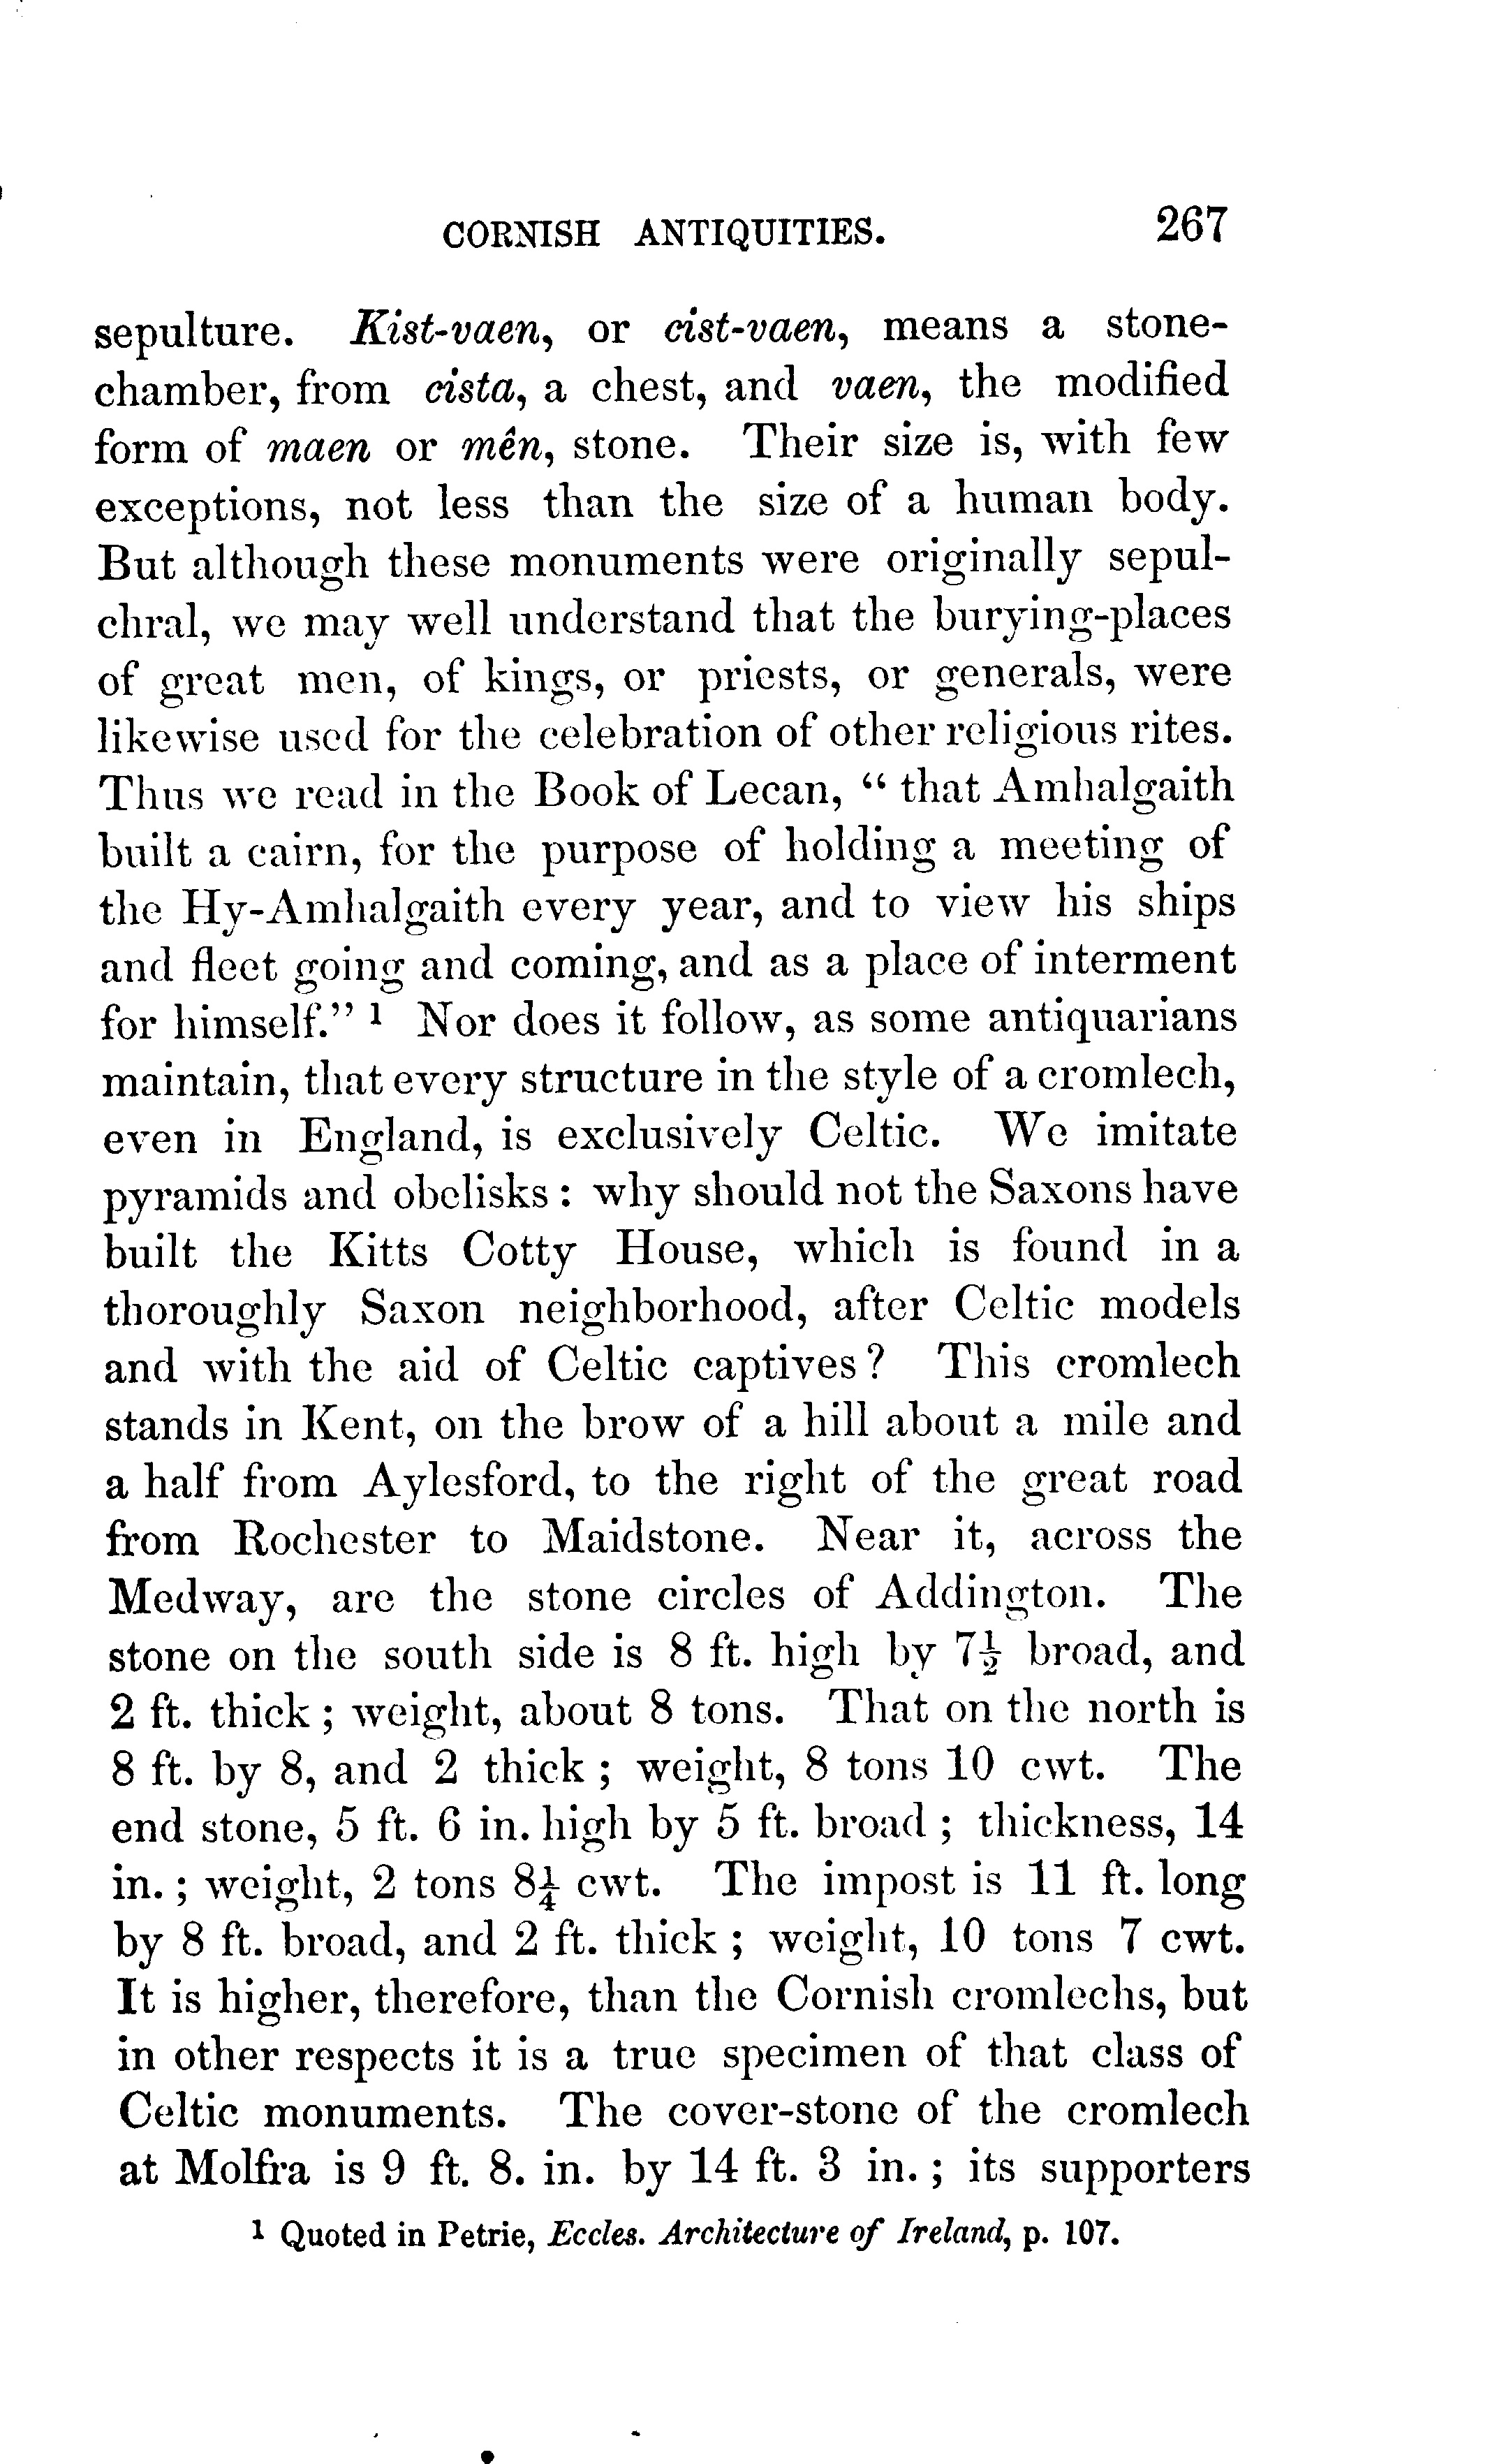 CORNISH ANTIQUITIES. 267
sepulture. Kist-vaen, or cist-vaen, means a stone-
chamber, from cista, a chest, and vaen, the modified
form of maen or mên, stone. Their size is, with few
exceptions, not less than the size of a human body.
But although these monuments were originally sepul-
chral, we may well understand that the burying-places
of great men, of kings, or priests, or generals, were
likewise used for the celebration of other religious rites.
Thus we read in the Book of Lecan, “ that Amhalgaith
built a cairn, for the purpose of holding a meeting of
the Hy-Amhalgaith every year, and to view his ships
and fleet going and coming, and as a place of interment
for himself.” 1 Nor does it follow, as some antiquarians
maintain, that every structure in the style of a cromlech,
even in England, is exclusively Celtic. We imitate
pyramids and obelisks : why should not the Saxons have
built the Kitts Cotty House, which is found in a
thoroughly Saxon neighborhood, after Celtic models
and with the aid of Celtic captives ? This cromlech
stands in Kent, on the brow of a hill about a mile and
a half from Aylesford, to the right of the great road
from Rochester to Maidstone. Near it, across the
Medway, are the stone circles of Addington. The
stone on the south side is 8 ft. high by 7½ broad, and
2 ft. thick ; weight, about 8 tons. That on the north is
8 ft. by 8, and 2 thick ; weight, 8 tons 10 cwt. The
end stone, 5 ft. 6 in. high by 5 ft. broad ; thickness, 14
in. ; weight, 2 tons 8¼ cwt. The impost is 11 ft. long
by 8 ft. broad, and 2 ft. thick ; weight, 10 tons 7 cwt.
It is higher, therefore, than the Cornish cromlechs, but
in other respects it is a true specimen of that class of
Celtic monuments. The cover-stone of the cromlech
at Molfra is 9 ft. 8. in. by 14 ft. 3 in. ; its supporters
1 Quoted in Petrie, Eccles. Architecture of Ireland, p. 107.